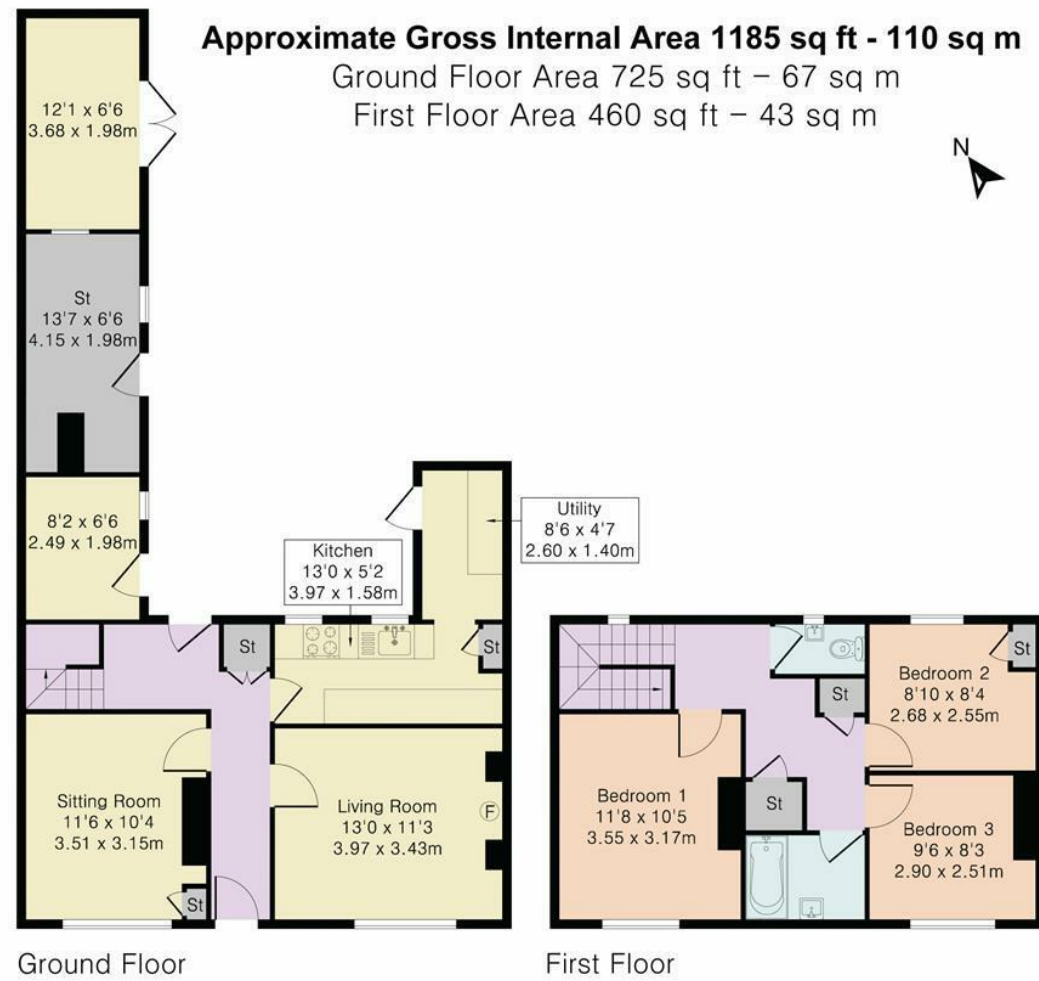 Approximate Gross Internal Area 1185 sq ft - 110 sq m
Ground Floor Area 725 sq ft – 67 sq m
First Floor Area 460 sq ft – 43 sq m
N
12'1 x 6'6
3.68 x 1.98m
St
13'7 x 6'6
4.15 x 1.98m
8'2 x 6'6
2.49 x 1.98m
Utility
8'6 x 4'7
2.60 x 1.40m
Kitchen
13'0 x 5'2
3.97 x 1.58m
St
St
Sitting Room
11'6 x 10'4
3.51 x 3.15m
St
Living Room
13'0 x 11'3
3.97 x 3.43m
F
Ground Floor
Bedroom 2
8'10 x 8'4
2.68 x 2.55m
St
St
Bedroom 1
11'8 x 10'5
3.55 x 3.17m
St
Bedroom 3
9'6 x 8'3
2.90 x 2.51m
First Floor